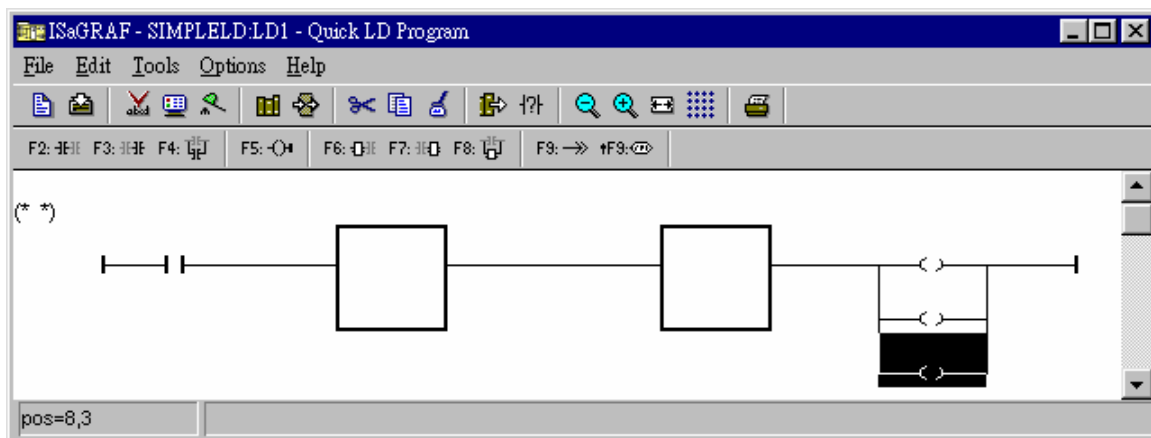 ISaGRAF - SIMPLELD:LD1 - Quick LD Program
File Edit Tools Options Help
abcd
?
F2: F3: F4: F5: F6: F7: F8: F9: F9:
(* *)
pos=8,3